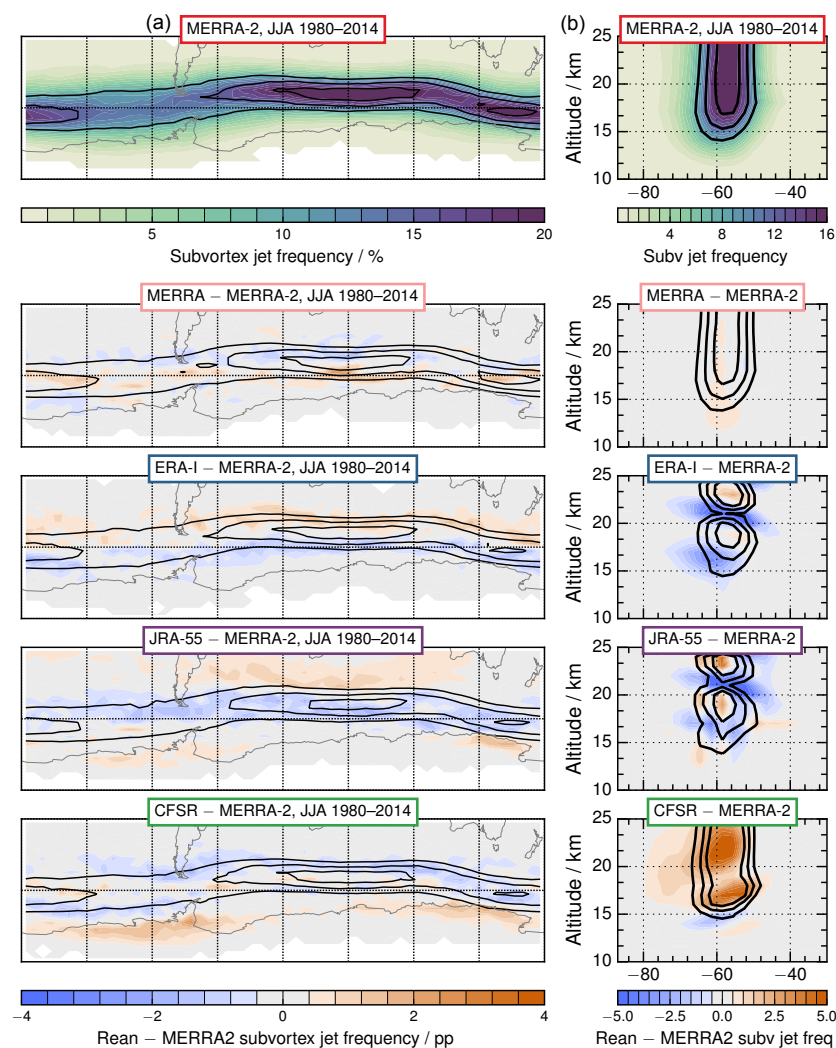 (a)
MERRA-2, JJA 1980–2014
5 10 15 20
Subvortex jet frequency / %
(b)
MERRA-2, JJA 1980–2014
Altitude / km
25
20
15
10
−80 −60 −40
4 8 12 16
Subv jet frequency
MERRA − MERRA-2, JJA 1980–2014
MERRA − MERRA-2
Altitude / km
25
20
15
10
ERA-I − MERRA-2, JJA 1980–2014
ERA-I − MERRA-2
Altitude / km
25
20
15
10
JRA-55 − MERRA-2, JJA 1980–2014
JRA-55 − MERRA-2
Altitude / km
25
20
15
10
CFSR − MERRA-2, JJA 1980–2014
CFSR − MERRA-2
Altitude / km
25
20
15
10
−80 −60 −40
−4 −2 0 2 4
Rean − MERRA2 subvortex jet frequency / pp
−5.0 −2.5 0.0 2.5 5.0
Rean − MERRA2 subv jet freq